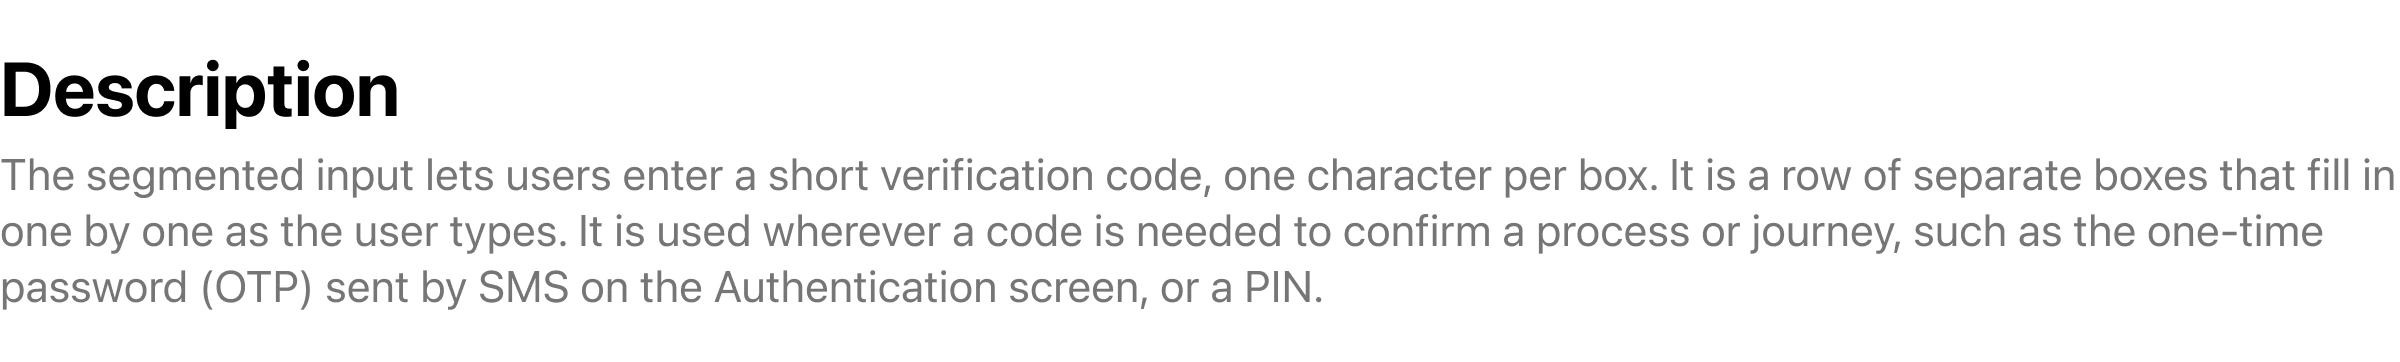 Description
The segmented input lets users enter a short verification code, one character per box. It is a row of separate boxes that fill in
one by one as the user types. It is used wherever a code is needed to confirm a process or journey, such as the one-time
password (OTP) sent by SMS on the Authentication screen, or a PIN.